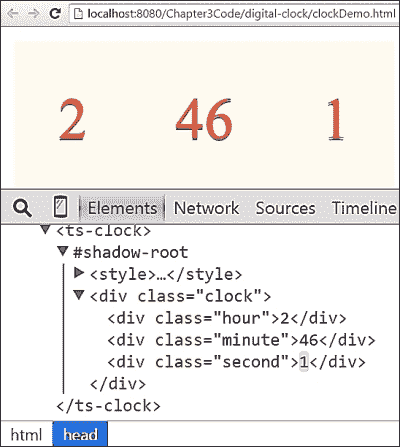 localhost:8080/Chapter3Code/digital-clock/clockDemo.html
2 46 1
Elements Network Sources Timeline
▼<ts-clock>
▼#shadow-root
▶<style>…</style>
▼<div class="clock">
<div class="hour">2</div>
<div class="minute">46</div>
<div class="second">1</div>
</div>
</ts-clock>
html head